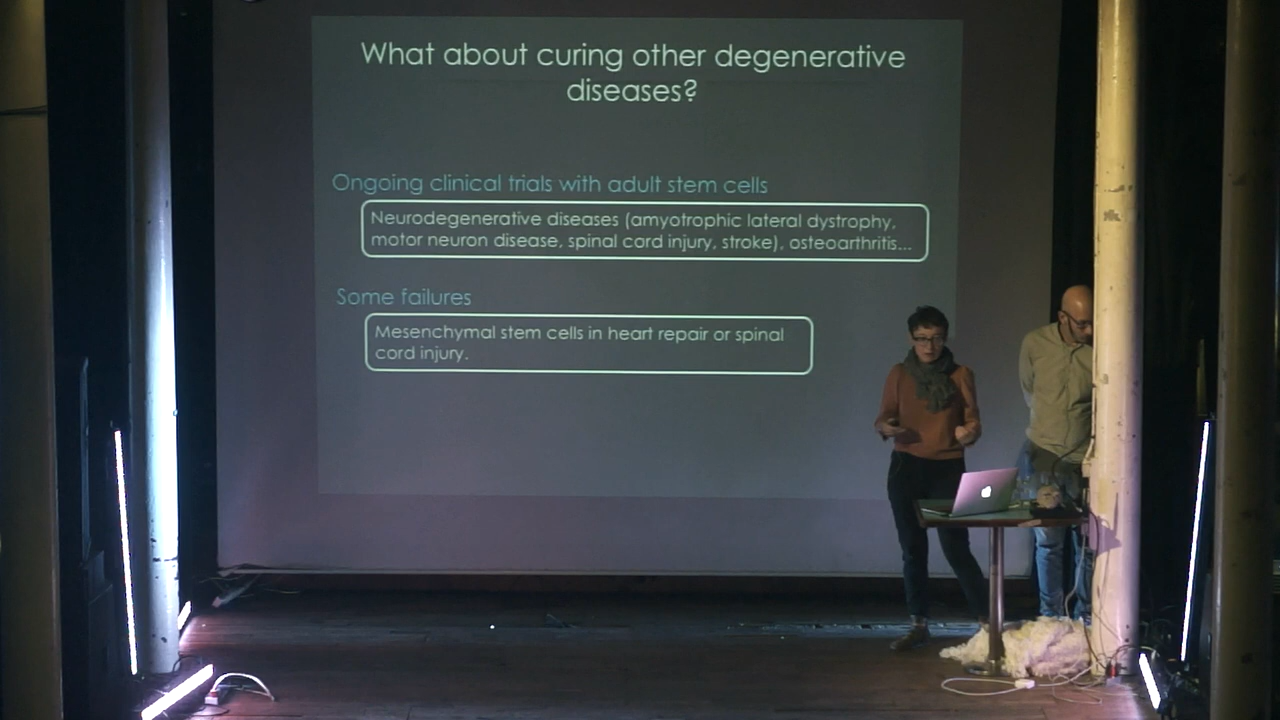 What about curing other degenerative
diseases?
Ongoing clinical trials with adult stem cells
Neurodegenerative diseases (amyotrophic lateral dystrophy,
motor neuron disease, spinal cord injury, stroke), osteoarthritis...
Some failures
Mesenchymal stem cells in heart repair or spinal
cord injury.